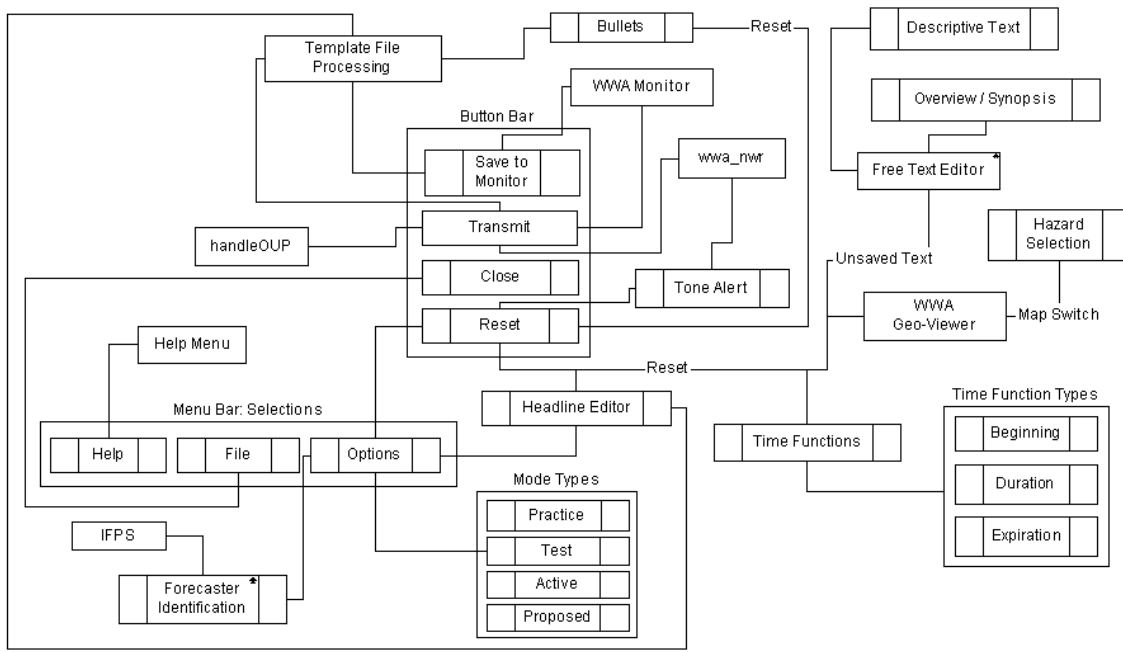 Bullets
Reset
Descriptive Text
Template File
Processing
WWA Monitor
Overview / Synopsis
Button Bar
Save to
Monitor
wwa_nwr
Free Text Editor
Transmit
handleOUP
Hazard
Selection
Close
Unsaved Text
Tone Alert
WWA
Geo-Viewer
Map Switch
Reset
Help Menu
Reset
Headline Editor
Menu Bar: Selections
Time Function Types
Help
File
Options
Time Functions
Beginning
Mode Types
Duration
Practice
IFPS
Test
Expiration
Forecaster
Identification
Active
Proposed